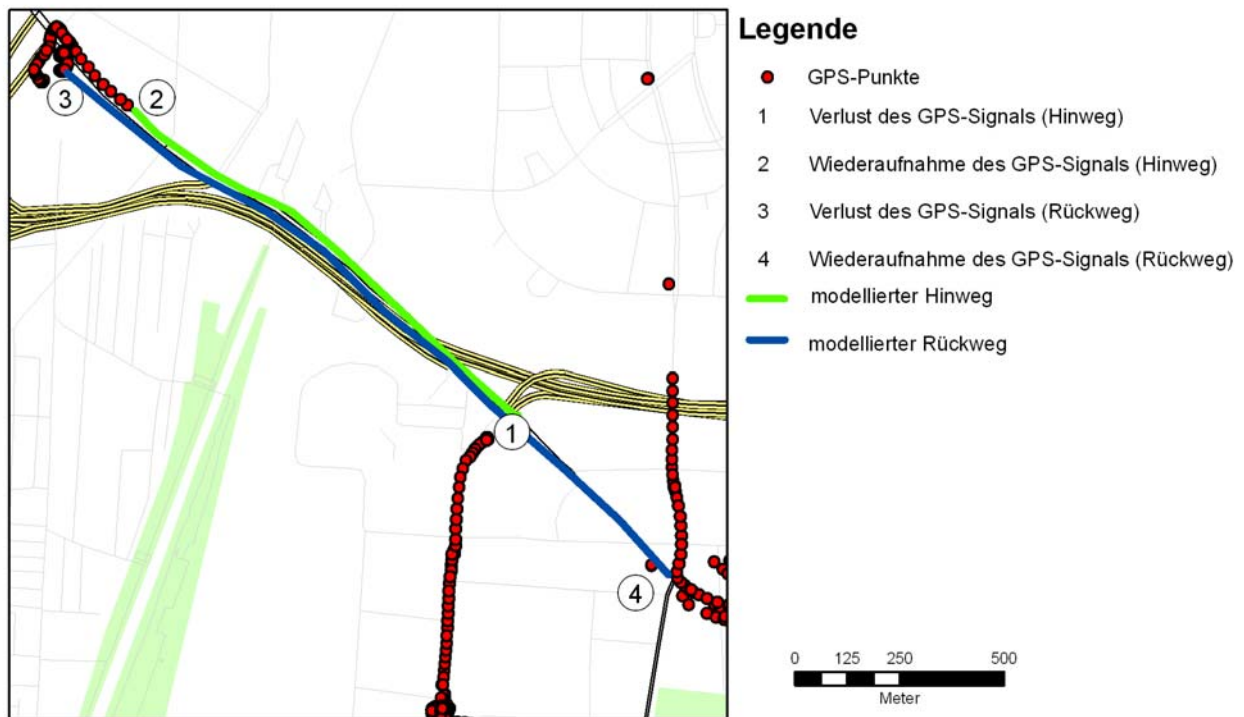 Legende
GPS-Punkte
1 Verlust des GPS-Signals (Hinweg)
2 Wiederaufnahme des GPS-Signals (Hinweg)
3 Verlust des GPS-Signals (Rückweg)
4 Wiederaufnahme des GPS-Signals (Rückweg)
modellierter Hinweg
modellierter Rückweg
3 2
1
4
0 125 250 500
Meter